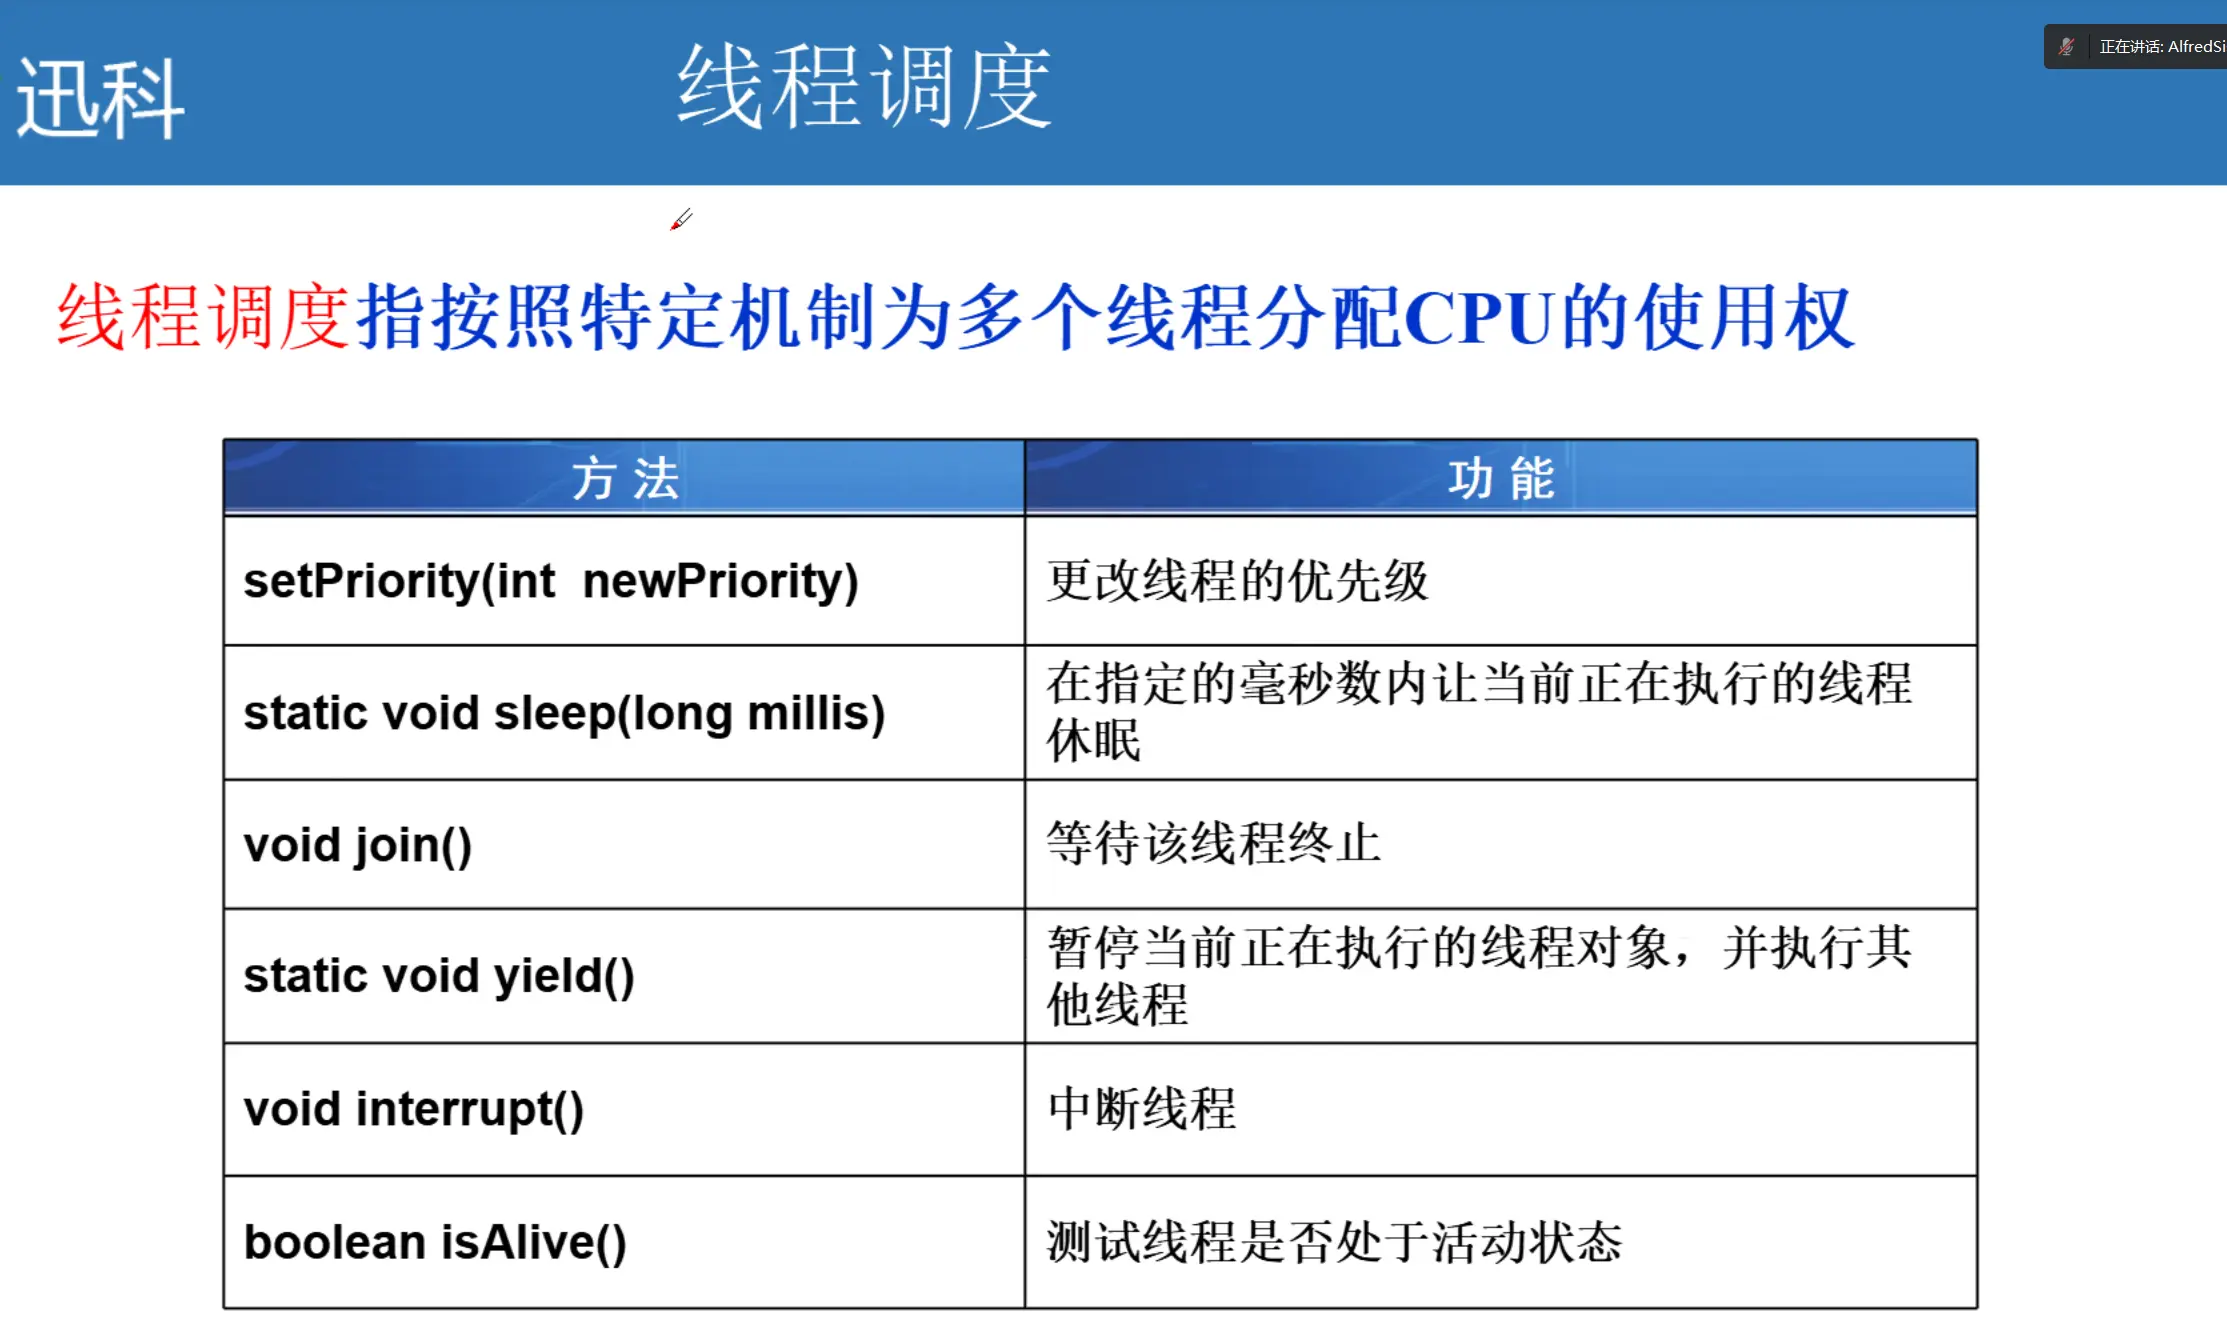 迅科
线程调度
正在讲话: AlfredSi
线程调度指按照特定机制为多个线程分配CPU的使用权
方 法
功 能
setPriority(int newPriority)
更改线程的优先级
static void sleep(long millis)
在指定的毫秒数内让当前正在执行的线程
休眠
void join()
等待该线程终止
static void yield()
暂停当前正在执行的线程对象，并执行其
他线程
void interrupt()
中断线程
boolean isAlive()
测试线程是否处于活动状态